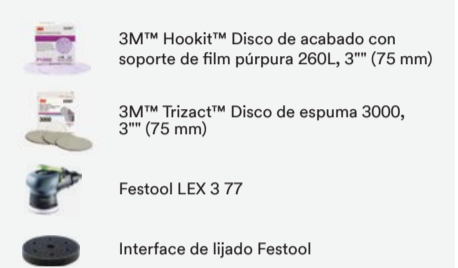 3M™ Hookit™ Disco de acabado con
soporte de film púrpura 260L, 3"" (75 mm)
3M™ Trizact™ Disco de espuma 3000,
3"" (75 mm)
Festool LEX 3 77
Interface de lijado Festool